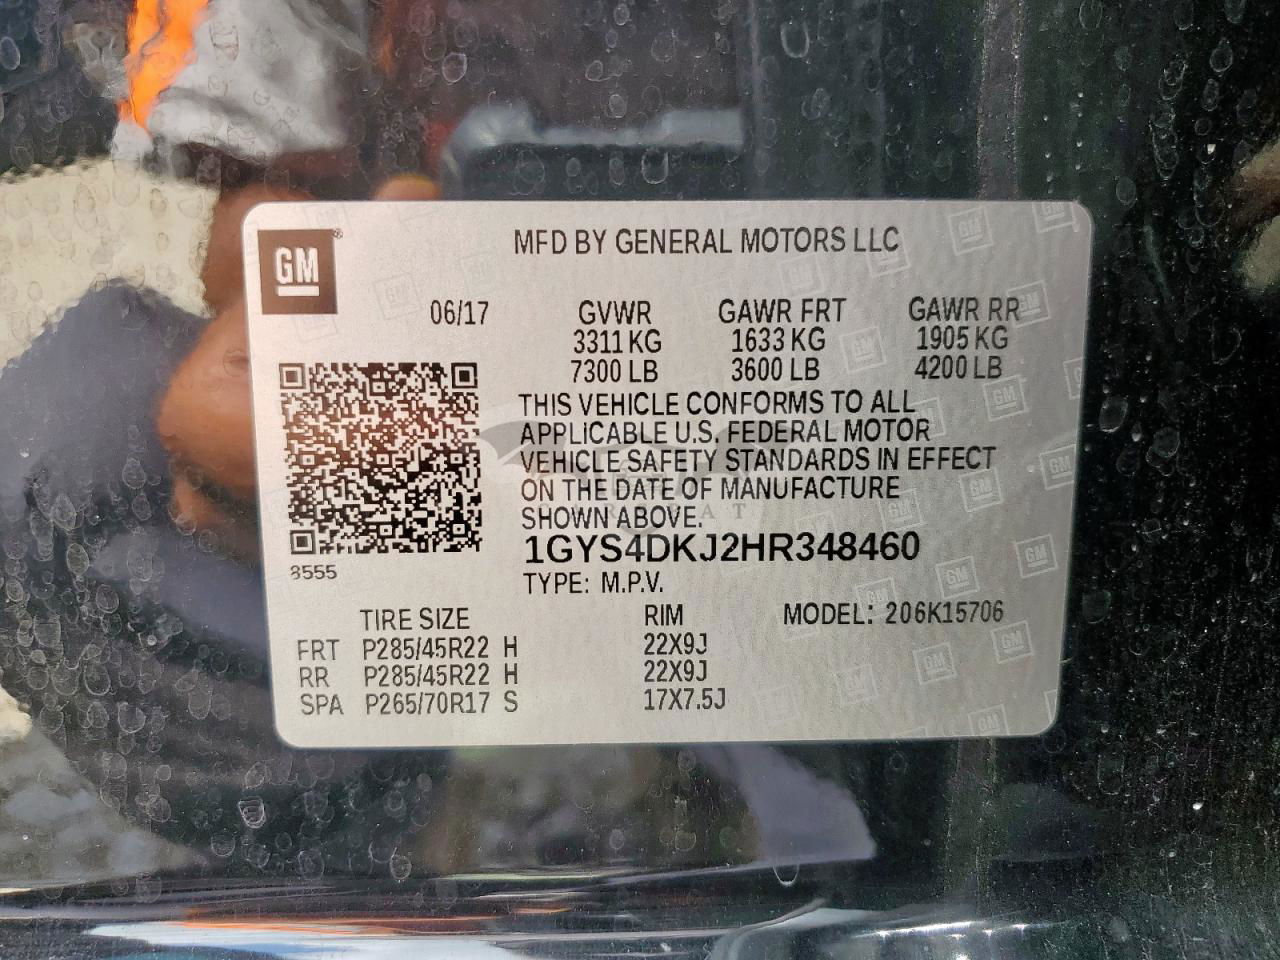 GM
MFD BY GENERAL MOTORS LLC
06/17 GVWR GAWR FRT GAWR RR
3311 KG 1633 KG 1905 KG
7300 LB 3600 LB 4200 LB
THIS VEHICLE CONFORMS TO ALL
APPLICABLE U.S. FEDERAL MOTOR
VEHICLE SAFETY STANDARDS IN EFFECT
ON THE DATE OF MANUFACTURE
SHOWN ABOVE.
1GYS4DKJ2HR348460
8555
TYPE: M.P.V.
TIRE SIZE RIM MODEL: 206K15706
FRT P285/45R22 H 22X9J
RR P285/45R22 H 22X9J
SPA P265/70R17 S 17X7.5J